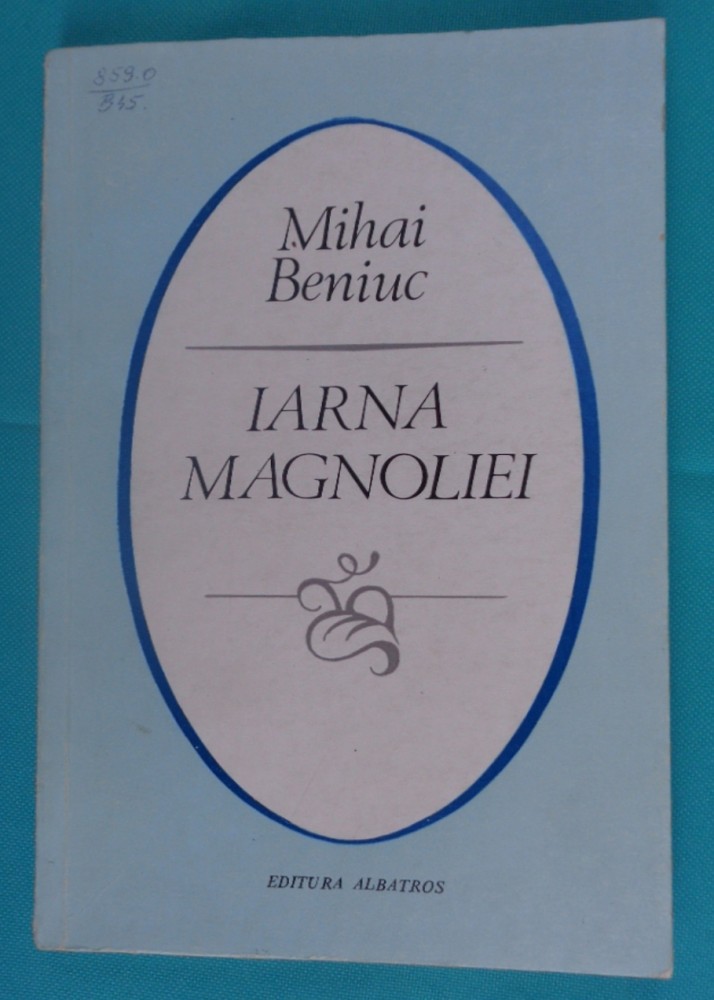 859.0
B45.
Mihai
Beniuc
IARNA
MAGNOLIEI
EDITURA ALBATROS